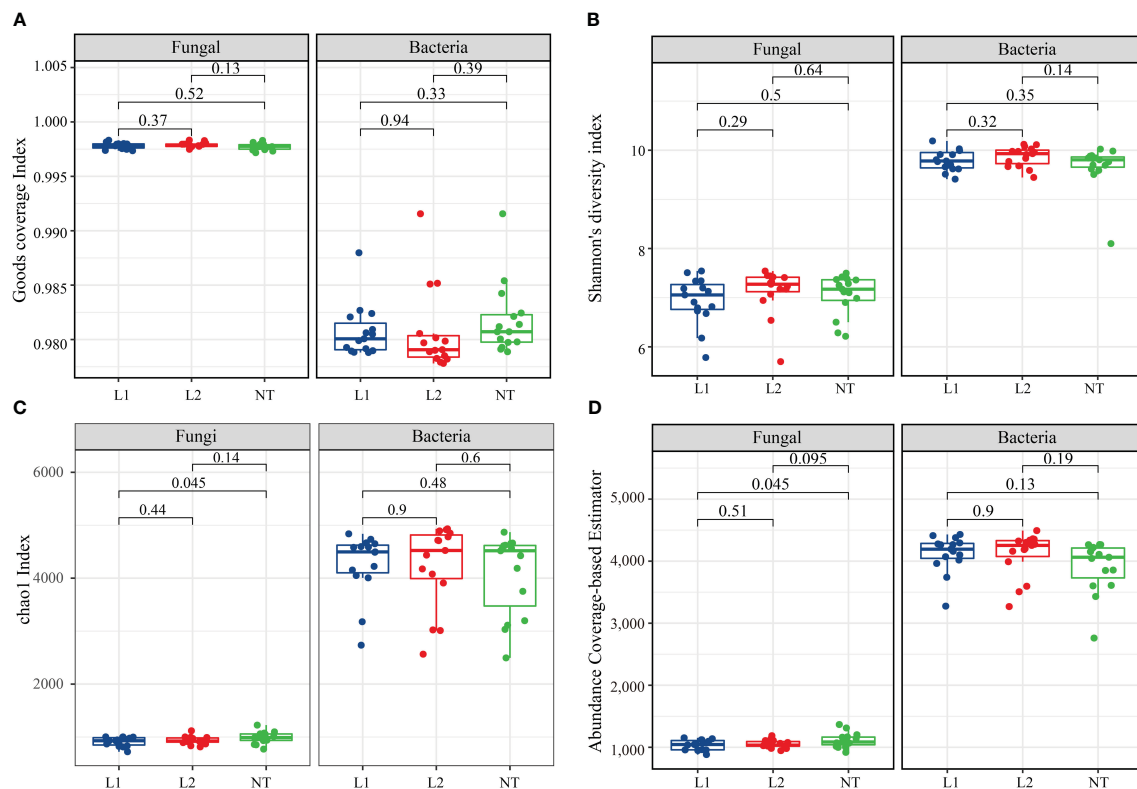 A
Fungal Bacteria
Goods coverage Index
1.005
1.000
0.995
0.990
0.985
0.980
0.13
0.52
0.37
0.39
0.33
0.94
L1 L2 NT L1 L2 NT
B
Fungal Bacteria
Shannon's diversity index
10
8
6
0.64
0.5
0.29
0.14
0.35
0.32
L1 L2 NT L1 L2 NT
C
Fungi Bacteria
chao1 Index
6000
4000
2000
0.14
0.045
0.44
0.6
0.48
0.9
L1 L2 NT L1 L2 NT
D
Fungal Bacteria
Abundance Coverage-based Estimator
5,000
4,000
3,000
2,000
1,000
0.095
0.045
0.51
0.19
0.13
0.9
L1 L2 NT L1 L2 NT